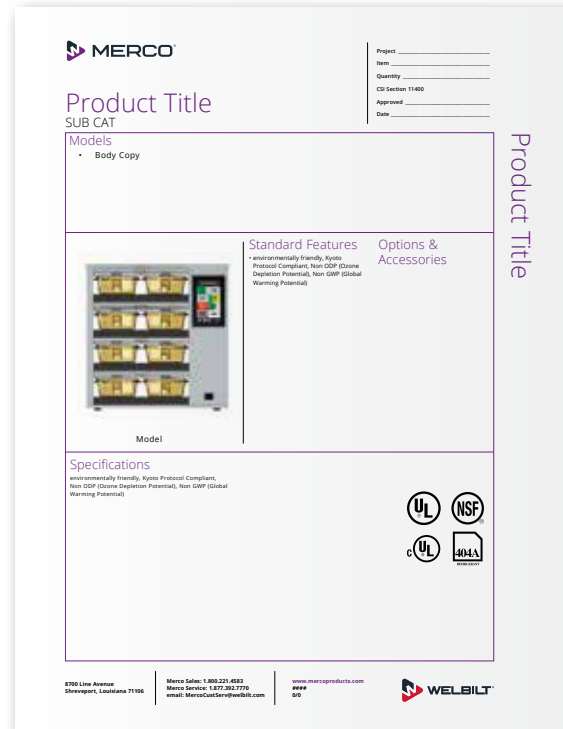 MERCO
Project
Item
Quantity
CSI Section 11400
Approved
Date
Product Title
SUB CAT
Product Title
Models
• Body Copy
Standard Features
• environmentally friendly, Kyoto
Protocol Compliant, Non ODP (Ozone
Depletion Potential), Non GWP (Global
Warming Potential)
Options &
Accessories
Model
Specifications
environmentally friendly, Kyoto Protocol Compliant,
Non ODP (Ozone Depletion Potential), Non GWP (Global
Warming Potential)
UL
NSF
C UL
404A
REFRIGERANT
8700 Line Avenue
Shreveport, Louisiana 71106
Merco Sales: 1.800.221.4583
Merco Service: 1.877.392.7770
email: MercoCustServ@welbilt.com
www.mercoproducts.com
####
0/0
WELBILT